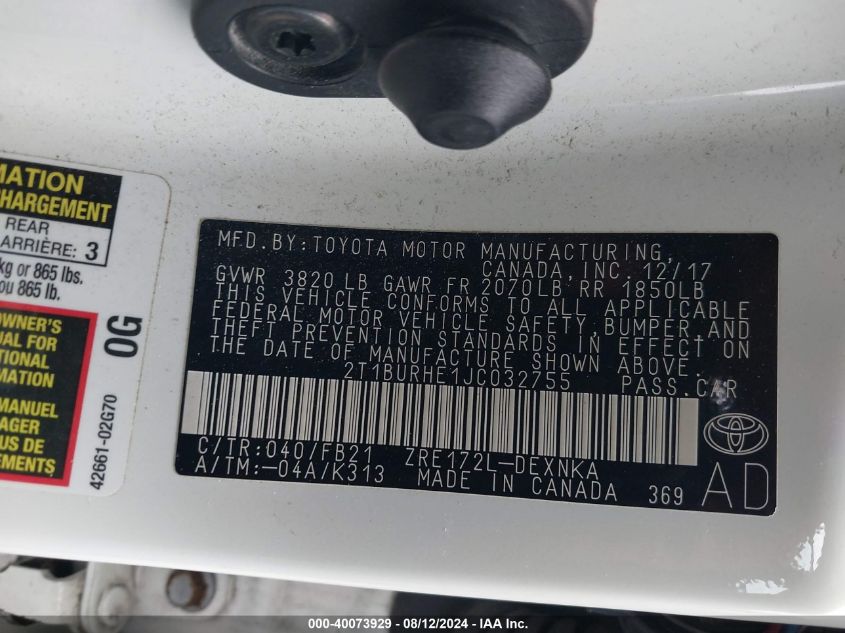 MATION
CHARGEMENT
REAR
ARRIÈRE: 3
kg or 865 lbs.
ou 865 lb.
OWNER'S
UAL FOR
TIONAL
MATION
MANUEL
AGER
US DE
EMENTS
0G
42661-02G70
MFD.BY:TOYOTA MOTOR MANUFACTURING,
CANADA,INC.12/17
GVWR 3820 LB GAWR FR 2070LB RR 1850LB
THIS VEHICLE CONFORMS TO ALL APPLICABLE
FEDERAL MOTOR VEHICLE SAFETY,BUMPER,AND
THEFT PREVENTION STANDARDS IN EFFECT ON
THE DATE OF MANUFACTURE SHOWN ABOVE.
2T1BURHE1JC032755 PASS.CAR
C/TR:040/FB21 ZRE172L-DEXNKA
A/TM:-04A/K313 MADE IN CANADA 369
AD
000-40073929 - 08/12/2024 - IAA Inc.